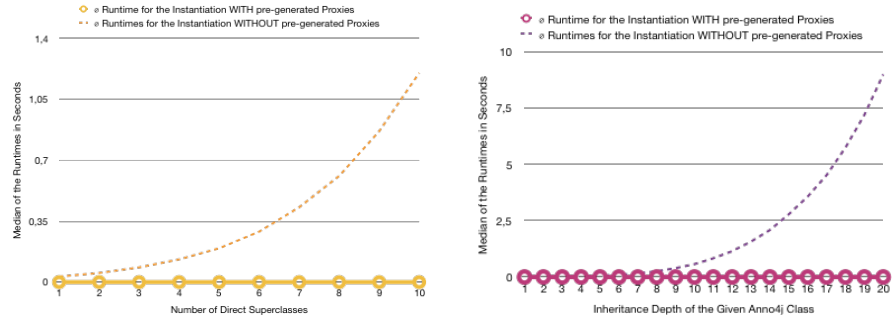 ⌀ Runtime for the Instantiation WITH pre-generated Proxies
⌀ Runtimes for the Instantiation WITHOUT pre-generated Proxies
Median of the Runtimes in Seconds
1,4
1,05
0,7
0,35
0
1 2 3 4 5 6 7 8 9 10
Number of Direct Superclasses
⌀ Runtime for the Instantiation WITH pre-generated Proxies
⌀ Runtimes for the Instantiation WITHOUT pre-generated Proxies
Median of the Runtimes in Seconds
10
7,5
5
2,5
0
1 2 3 4 5 6 7 8 9 10 11 12 13 14 15 16 17 18 19 20
Inheritance Depth of the Given Anno4j Class